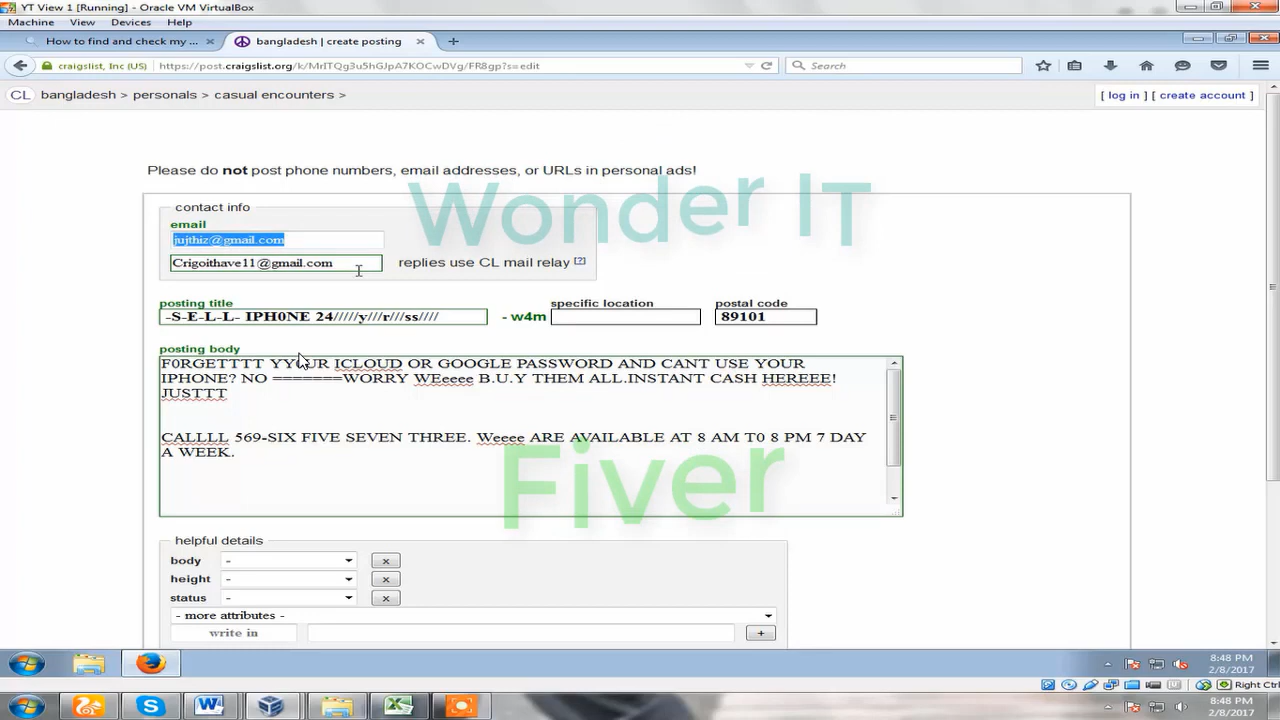 YT View 1 [Running] - Oracle VM VirtualBox
Machine View Devices Help
How to find and check my ... × bangladesh | create posting × +
craigslist, Inc (US) https://post.craigslist.org/k/MrITQg3u5hGJpA7KOCwDVg/FR8gp?s=edit Search
CL bangladesh > personals > casual encounters > [ log in ] [ create account ]
Please do not post phone numbers, email addresses, or URLs in personal ads!
Wonder IT
contact info
email
jujthiz@gmail.com
Crigoithave11@gmail.com replies use CL mail relay [?]
posting title specific location postal code
-S-E-L-L- IPH0NE 24/////y///r///ss//// - w4m 89101
posting body
F0RGETTTT YYOUR ICLOUD OR GOOGLE PASSWORD AND CANT USE YOUR
IPHONE? NO =======WORRY WEeeee B.U.Y THEM ALL.INSTANT CASH HEREEE!
JUSTTT
CALLLL 569-SIX FIVE SEVEN THREE. Weeee ARE AVAILABLE AT 8 AM T0 8 PM 7 DAY
A WEEK.
Fiver
helpful details
body - x
height - x
status - x
- more attributes -
write in +
8:48 PM
2/8/2017
Right Ctrl
8:48 PM
2/8/2017